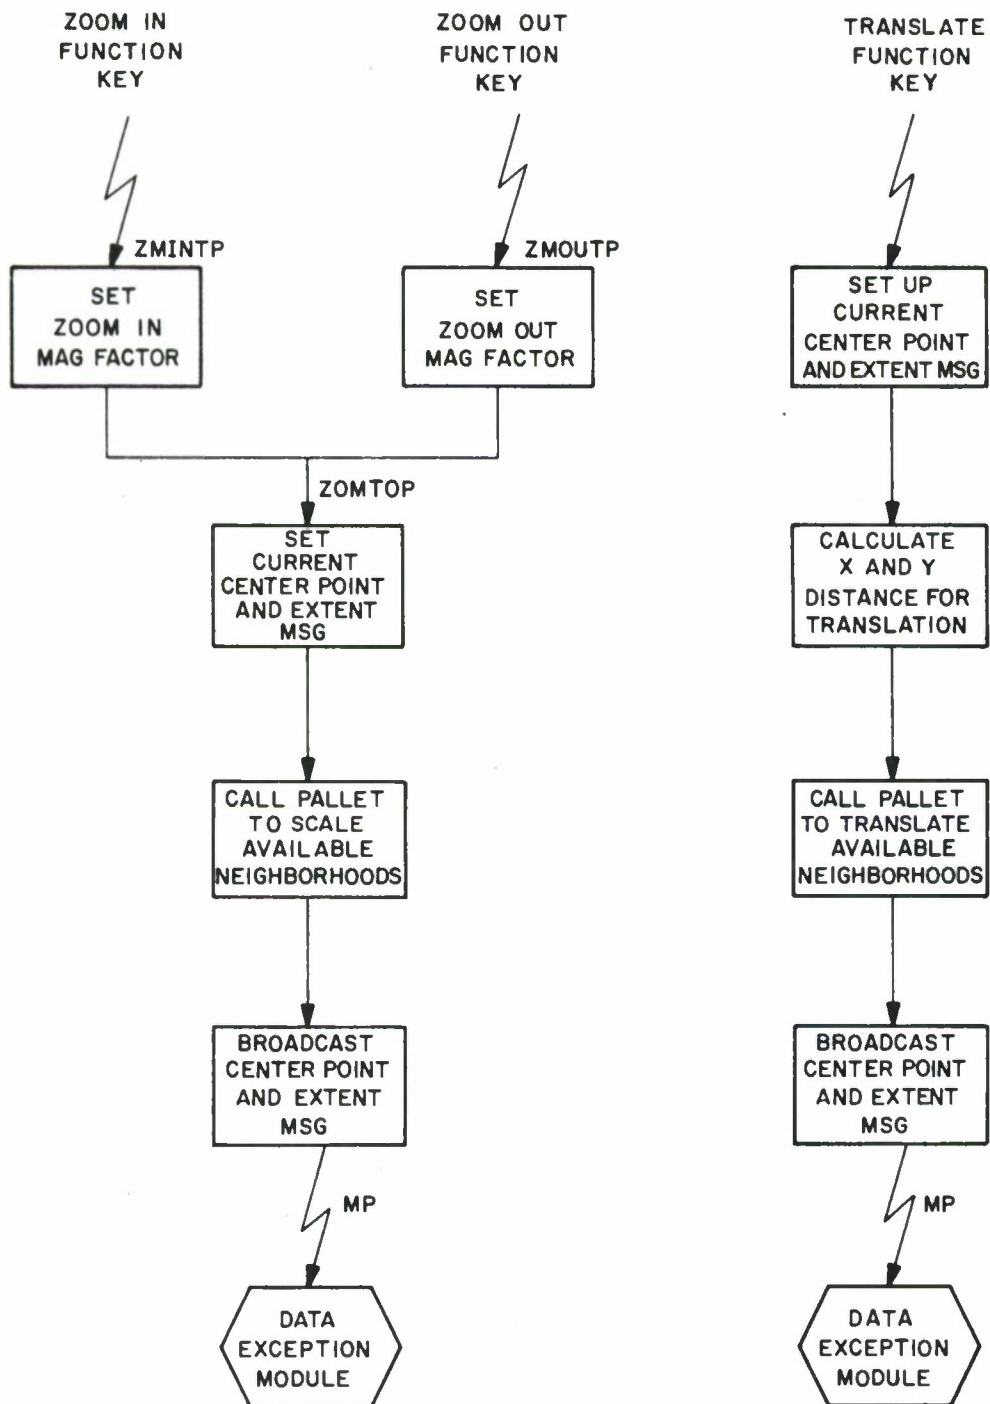 ZOOM IN
FUNCTION
KEY
ZOOM OUT
FUNCTION
KEY
TRANSLATE
FUNCTION
KEY
ZMINTP
SET
ZOOM IN
MAG FACTOR
ZMOUTP
SET
ZOOM OUT
MAG FACTOR
SET UP
CURRENT
CENTER POINT
AND EXTENT MSG
ZOMTOP
SET
CURRENT
CENTER POINT
AND EXTENT
MSG
CALCULATE
X AND Y
DISTANCE FOR
TRANSLATION
CALL PALLET
TO SCALE
AVAILABLE
NEIGHBORHOODS
CALL PALLET
TO TRANSLATE
AVAILABLE
NEIGHBORHOODS
BROADCAST
CENTER POINT
AND EXTENT
MSG
BROADCAST
CENTER POINT
AND EXTENT
MSG
MP
MP
DATA
EXCEPTION
MODULE
DATA
EXCEPTION
MODULE